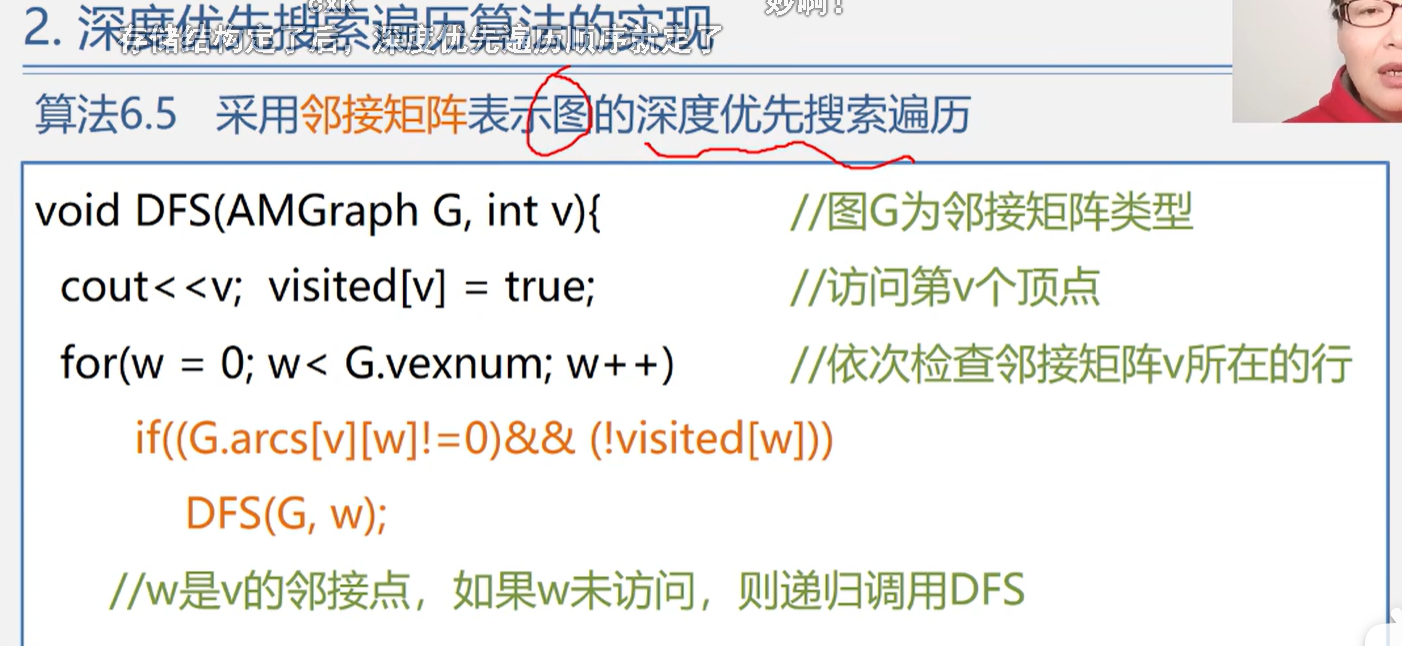 cxk
妙啊！
2. 深度优先搜索遍历算法的实现
存储结构定了后，深度优先遍历顺序就定了
算法6.5 采用邻接矩阵表示图的深度优先搜索遍历
void DFS(AMGraph G, int v){ //图G为邻接矩阵类型
cout<<v; visited[v] = true; //访问第v个顶点
for(w = 0; w< G.vexnum; w++) //依次检查邻接矩阵v所在的行
if((G.arcs[v][w]!=0)&& (!visited[w]))
DFS(G, w);
//w是v的邻接点，如果w未访问，则递归调用DFS